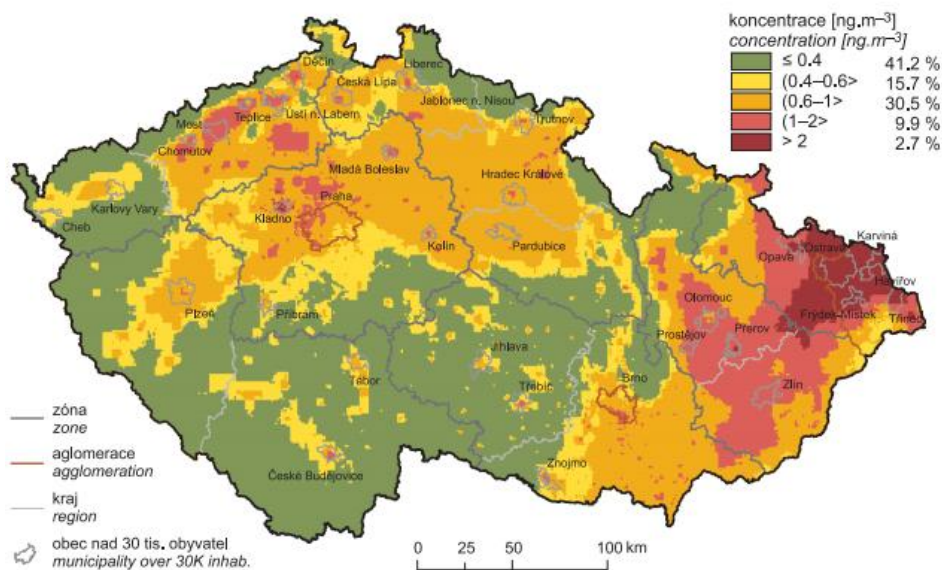 koncentrace [ng.m–3]
concentration [ng.m–3]
≤ 0.4 41.2 %
(0.4–0.6> 15.7 %
(0.6–1> 30.5 %
(1–2> 9.9 %
> 2 2.7 %
Děčín
Liberec
Česká Lípa
Jablonec n. Nisou
Teplice
Ústí n. Labem
Most
Trutnov
Chomutov
Mladá Boleslav
Hradec Králové
Praha
Karlovy Vary
Kladno
Cheb
Kolín
Pardubice
Karviná
Ostrava
Opava
Havířov
Olomouc
Plzeň
Příbram
Frýdek-Místek
Třinec
Prostějov
Přerov
Jihlava
Tábor
Třebíč
Brno
Zlín
Znojmo
České Budějovice
zóna
zone
aglomerace
agglomeration
kraj
region
obec nad 30 tis. obyvatel
municipality over 30K inhab.
0 25 50 100 km